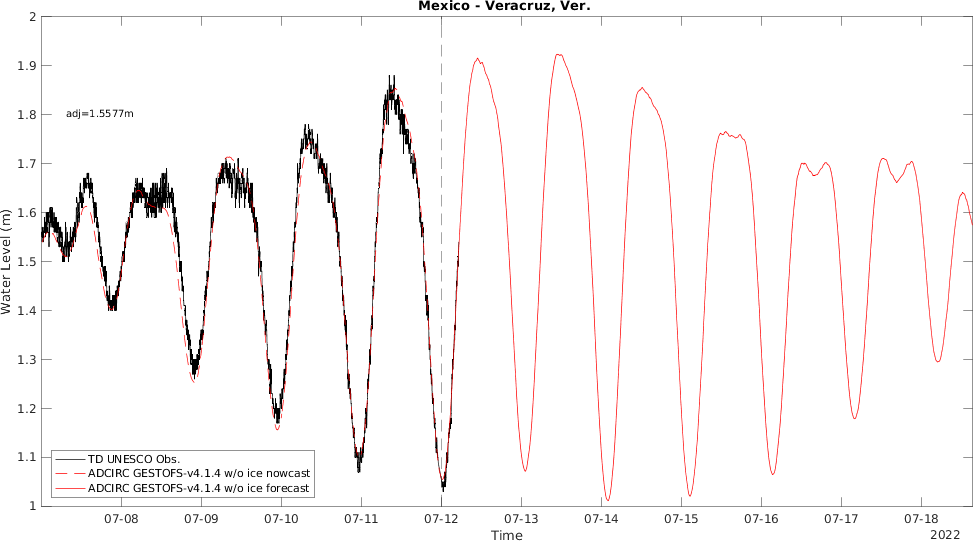 Mexico - Veracruz, Ver.
2
1.9
1.8
1.7
1.6
1.5
1.4
1.3
1.2
1.1
1
Water Level (m)
adj=1.5577m
TD UNESCO Obs.
ADCIRC GESTOFS-v4.1.4 w/o ice nowcast
ADCIRC GESTOFS-v4.1.4 w/o ice forecast
07-08 07-09 07-10 07-11 07-12 07-13 07-14 07-15 07-16 07-17 07-18
Time
2022